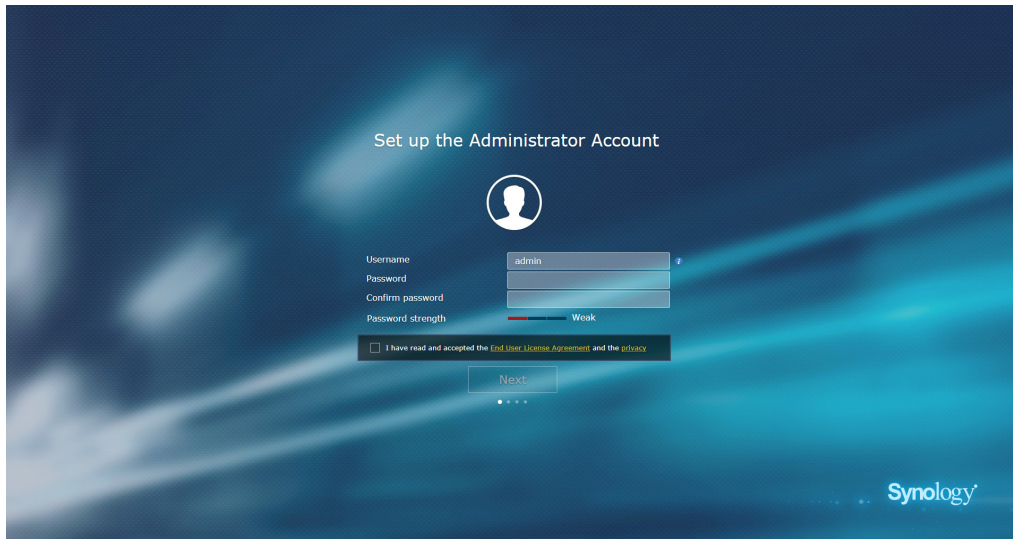 Set up the Administrator Account
Username admin
Password
Confirm password
Password strength Weak
I have read and accepted the End User License Agreement and the privacy
Next
Synology